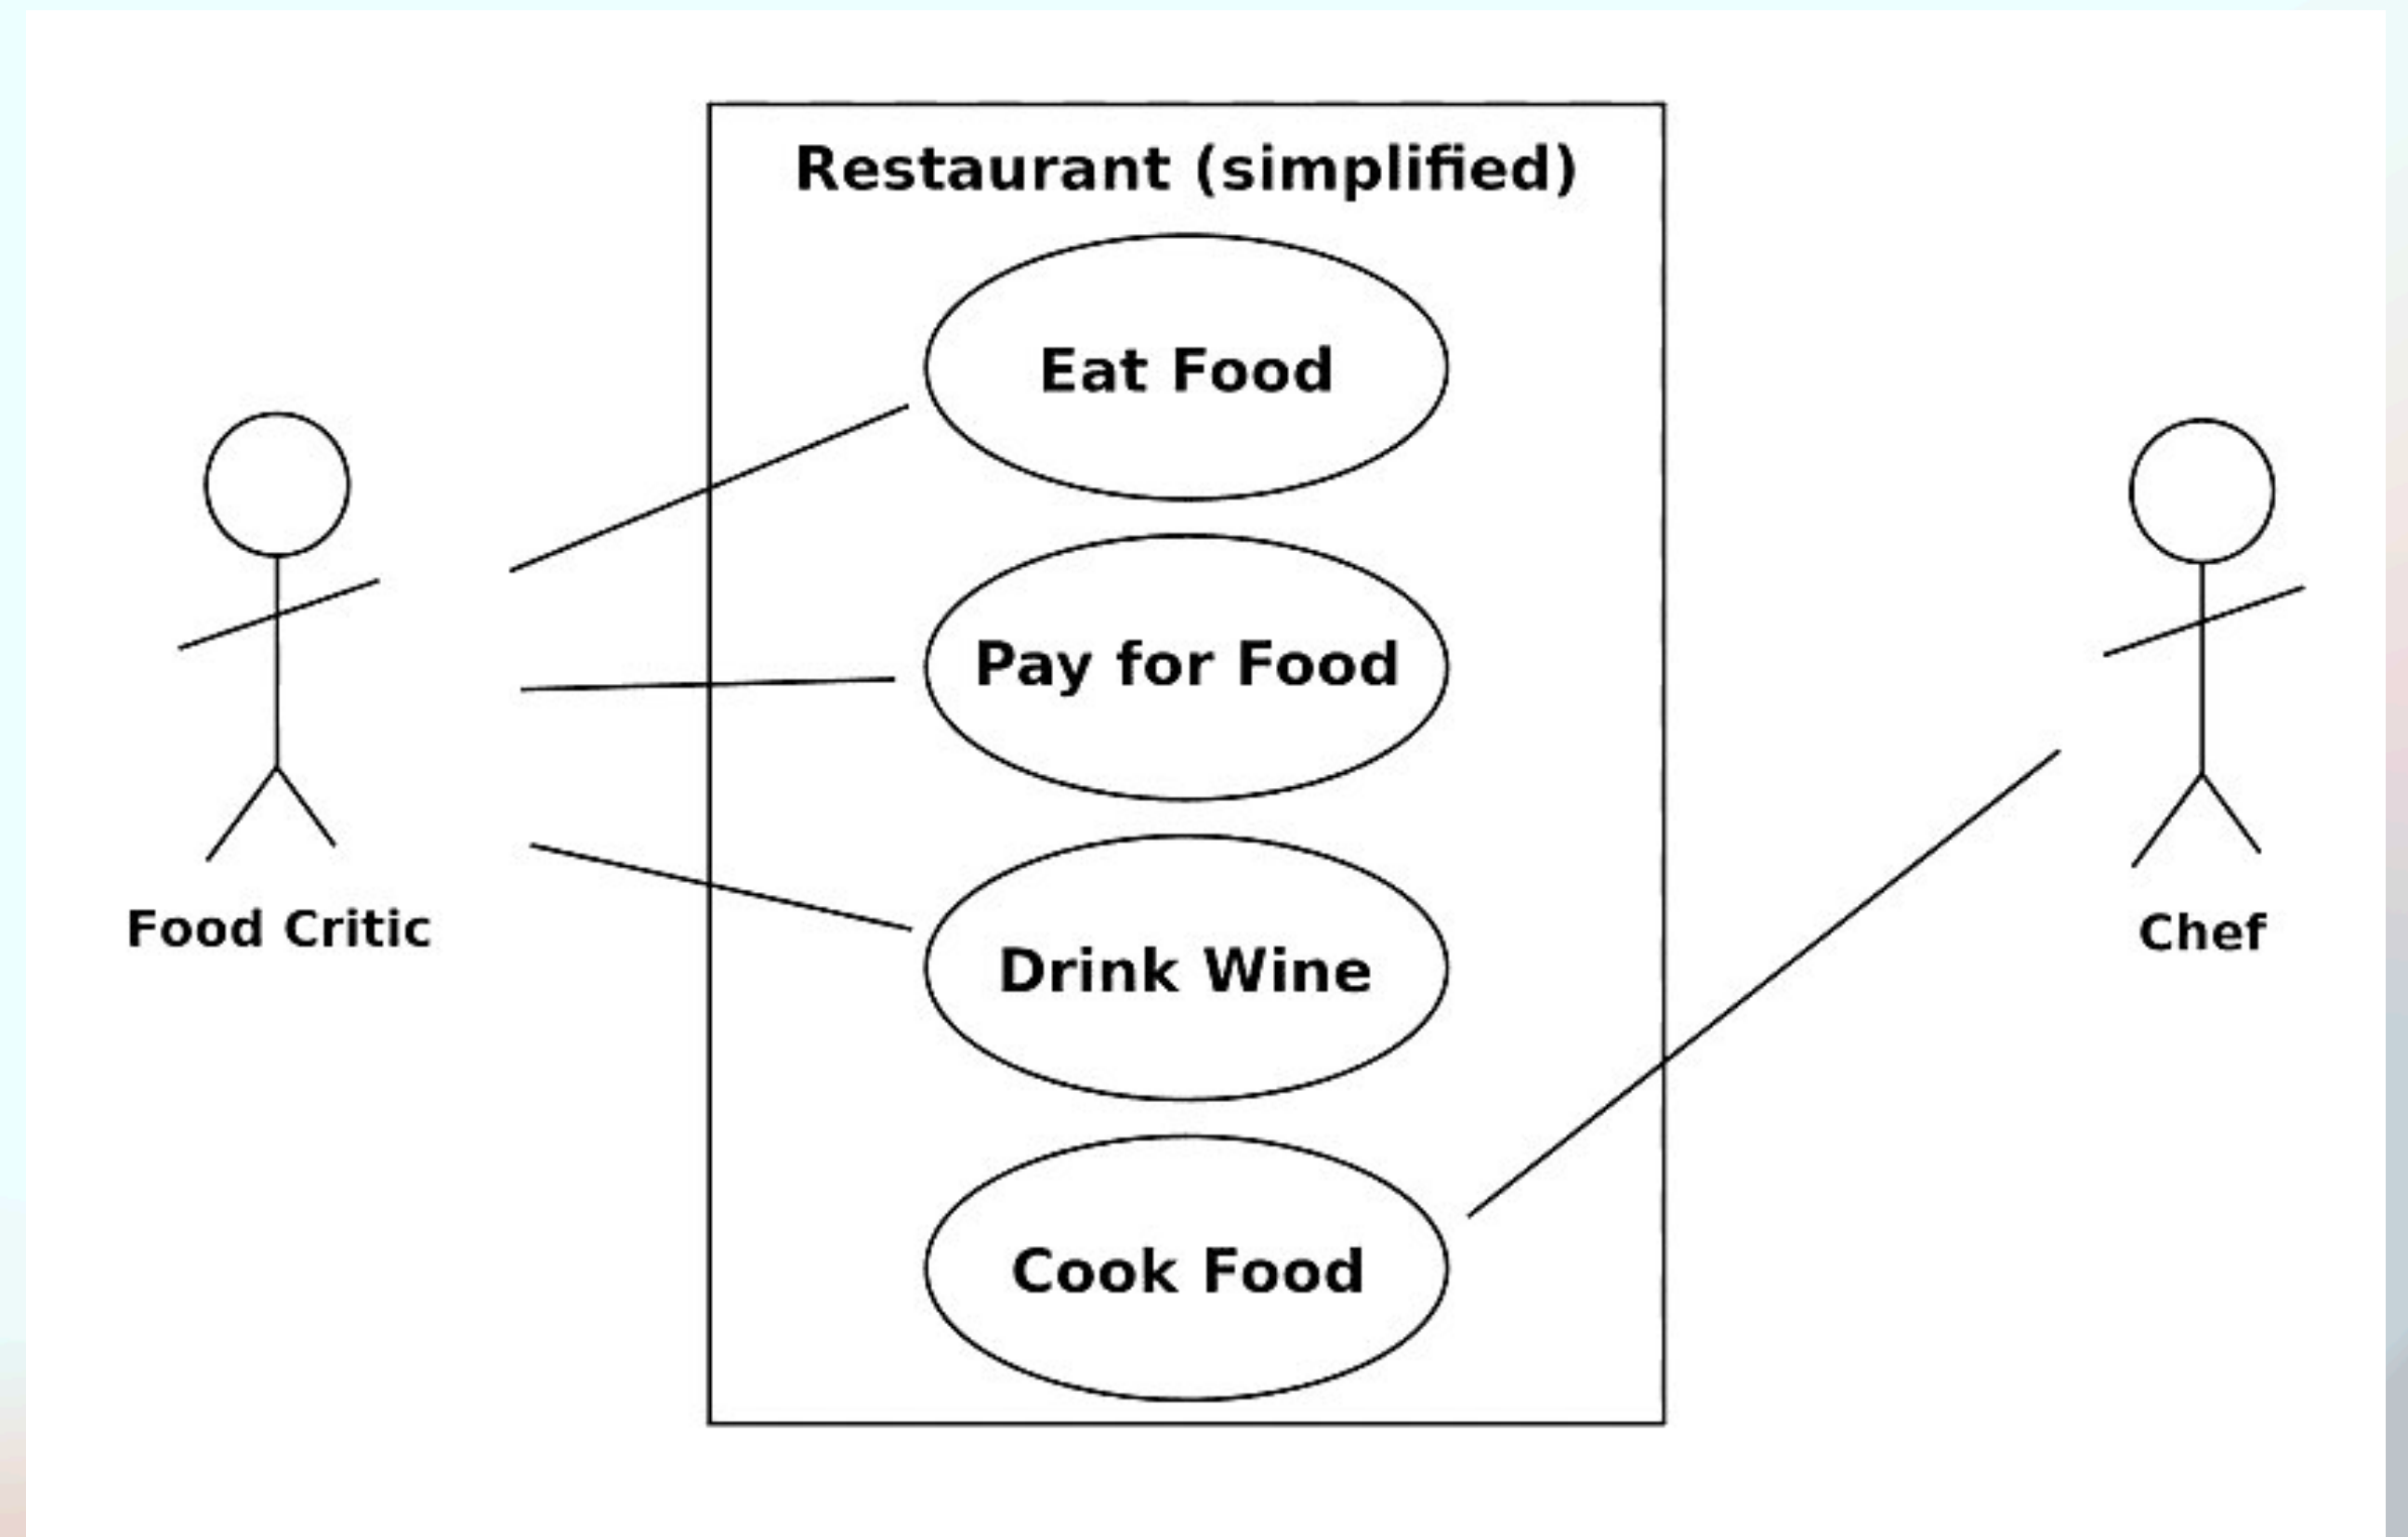 Restaurant (simplified)
Eat Food
Pay for Food
Drink Wine
Cook Food
Food Critic
Chef